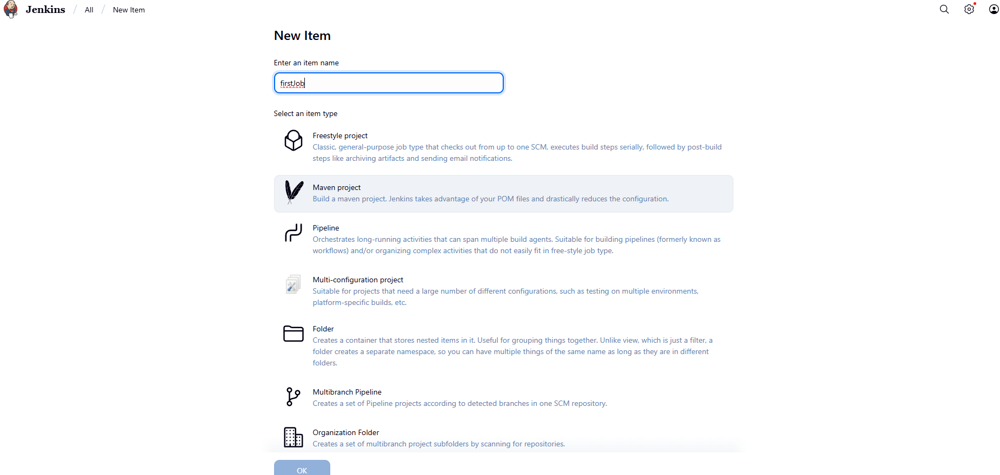 Jenkins / All / New Item
New Item
Enter an item name
firstJob
Select an item type
Freestyle project
Classic, general-purpose job type that checks out from up to one SCM, executes build steps serially, followed by post-build
steps like archiving artifacts and sending email notifications.
Maven project
Build a maven project. Jenkins takes advantage of your POM files and drastically reduces the configuration.
Pipeline
Orchestrates long-running activities that can span multiple build agents. Suitable for building pipelines (formerly known as
workflows) and/or organizing complex activities that do not easily fit in free-style job type.
Multi-configuration project
Suitable for projects that need a large number of different configurations, such as testing on multiple environments,
platform-specific builds, etc.
Folder
Creates a container that stores nested items in it. Useful for grouping things together. Unlike view, which is just a filter, a
folder creates a separate namespace, so you can have multiple things of the same name as long as they are in different
folders.
Multibranch Pipeline
Creates a set of Pipeline projects according to detected branches in one SCM repository.
Organization Folder
Creates a set of multibranch project subfolders by scanning for repositories.
OK